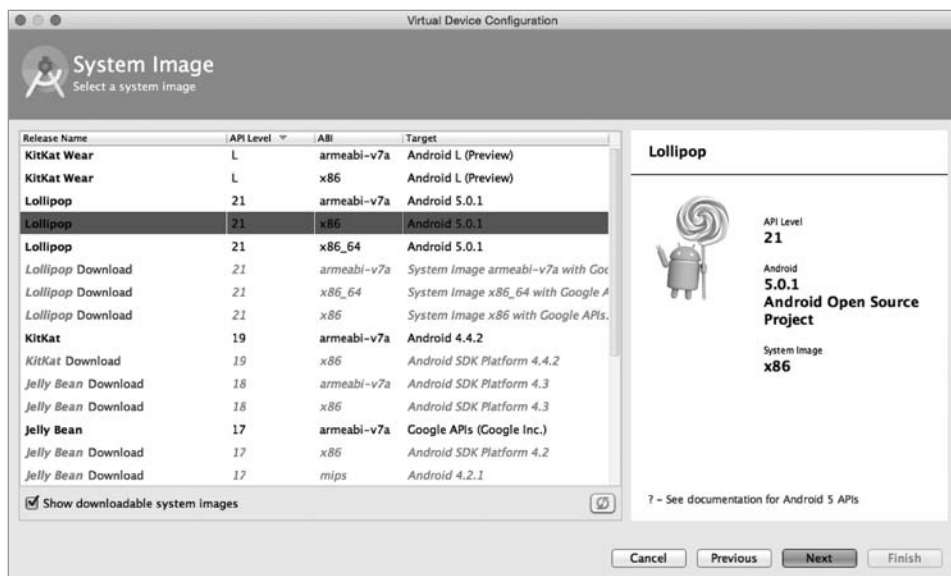 Virtual Device Configuration
System Image
Select a system image
Release Name API Level ABI Target
KitKat Wear L armeabi-v7a Android L (Preview)
KitKat Wear L x86 Android L (Preview)
Lollipop 21 armeabi-v7a Android 5.0.1
Lollipop 21 x86 Android 5.0.1
Lollipop 21 x86_64 Android 5.0.1
Lollipop Download 21 armeabi-v7a System Image armeabi-v7a with Goo
Lollipop Download 21 x86_64 System Image x86_64 with Google A
Lollipop Download 21 x86 System Image x86 with Google APIs.
KitKat 19 armeabi-v7a Android 4.4.2
KitKat Download 19 x86 Android SDK Platform 4.4.2
Jelly Bean Download 18 armeabi-v7a Android SDK Platform 4.3
Jelly Bean Download 18 x86 Android SDK Platform 4.3
Jelly Bean 17 armeabi-v7a Google APIs (Google Inc.)
Jelly Bean Download 17 x86 Android SDK Platform 4.2
Jelly Bean Download 17 mips Android 4.2.1
Show downloadable system images
Lollipop
API Level
21
Android
5.0.1
Android Open Source
Project
System Image
x86
? – See documentation for Android 5 APIs
Cancel Previous Next Finish